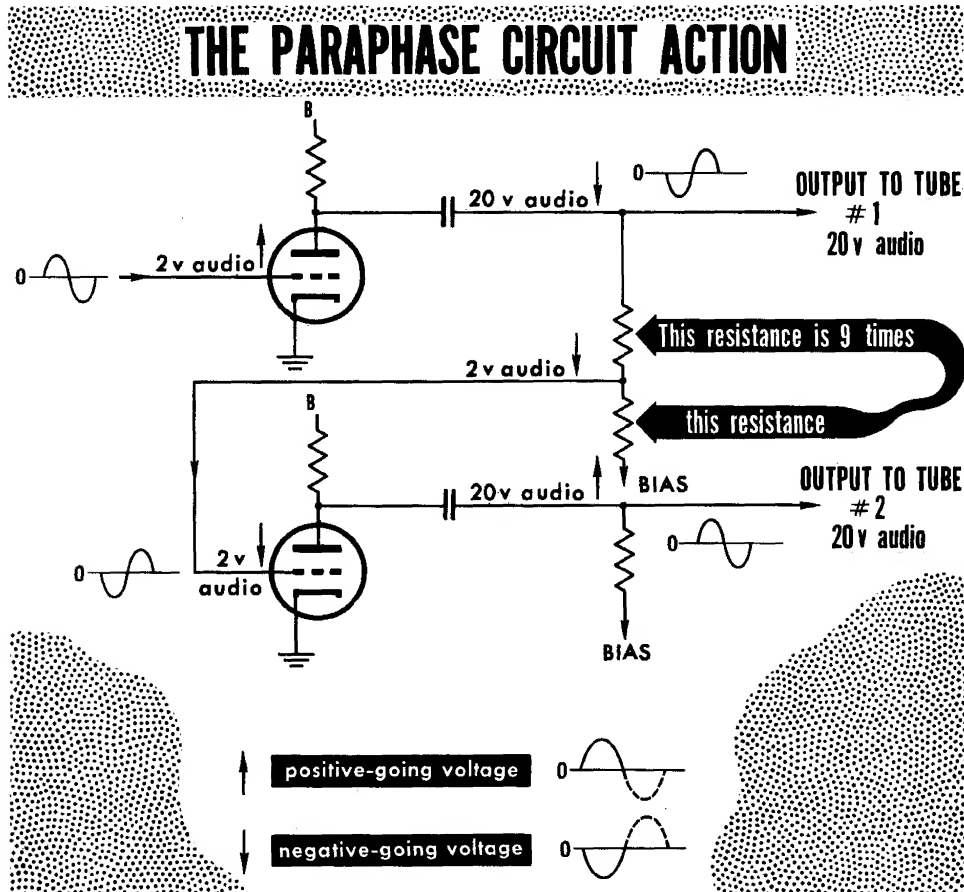 THE PARAPHASE CIRCUIT ACTION
B
20 v audio
0
OUTPUT TO TUBE
#1
20 v audio
0
2 v audio
This resistance is 9 times
2 v audio
B
this resistance
BIAS
OUTPUT TO TUBE
#2
20 v audio
20 v audio
0
0
2 v
audio
BIAS
positive-going voltage
0
negative-going voltage
0